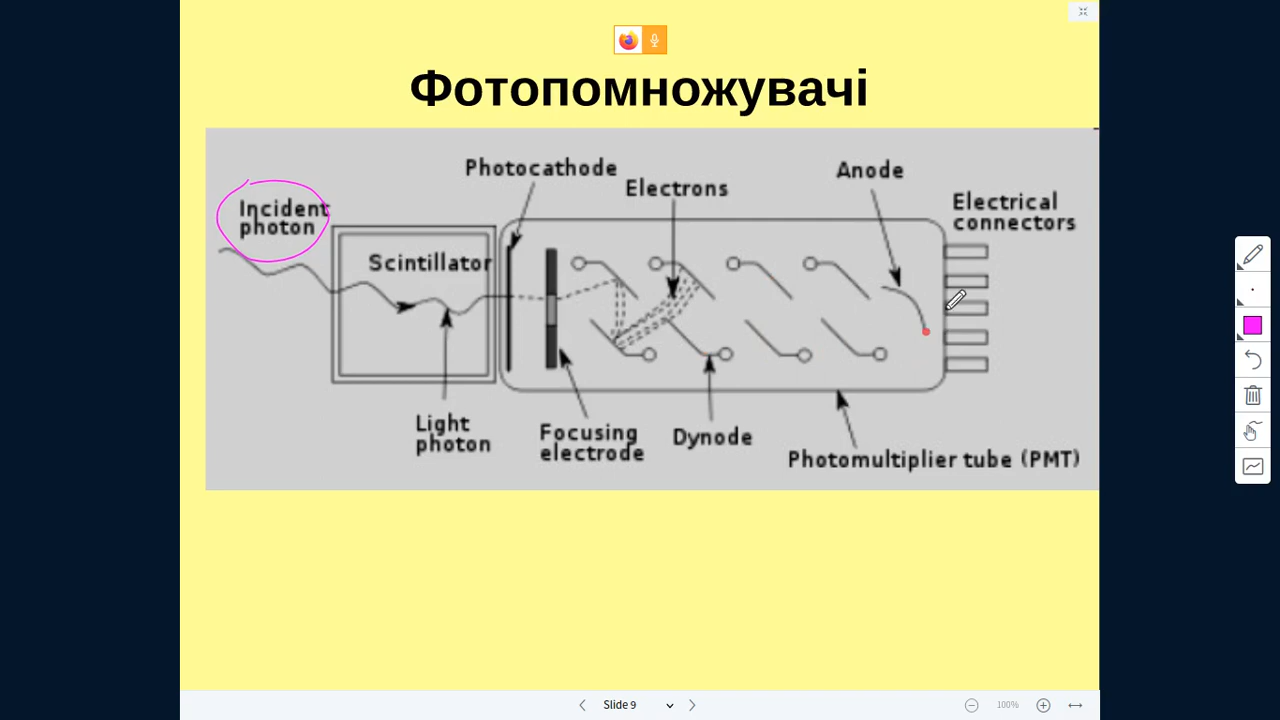 Фотопомножувачі
Photocathode
Electrons
Anode
Electrical
connectors
Incident
photon
Scintillator
Light
photon
Focusing
electrode
Dynode
Photomultiplier tube (PMT)
Slide 9
100%